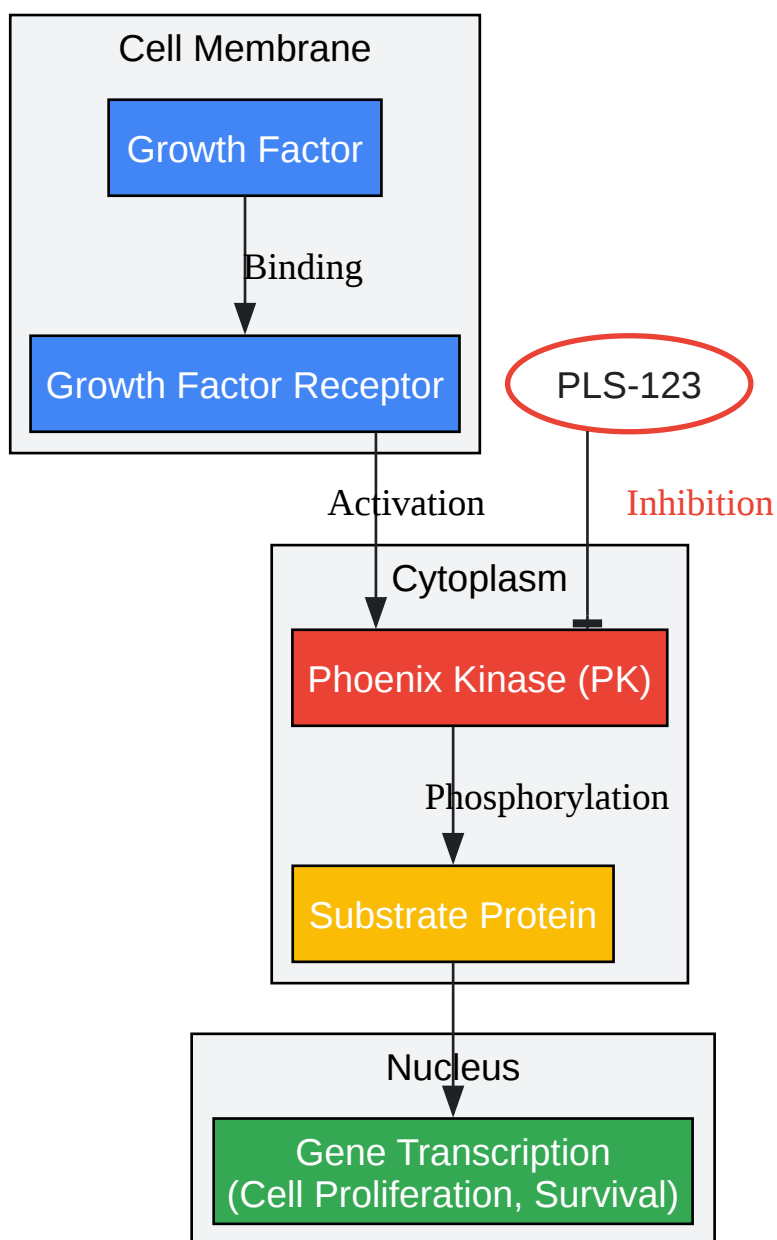 Cell Membrane
Growth Factor
Binding
Growth Factor Receptor
PLS-123
Activation
Inhibition
Cytoplasm
Phoenix Kinase (PK)
Phosphorylation
Substrate Protein
Nucleus
Gene Transcription
(Cell Proliferation, Survival)